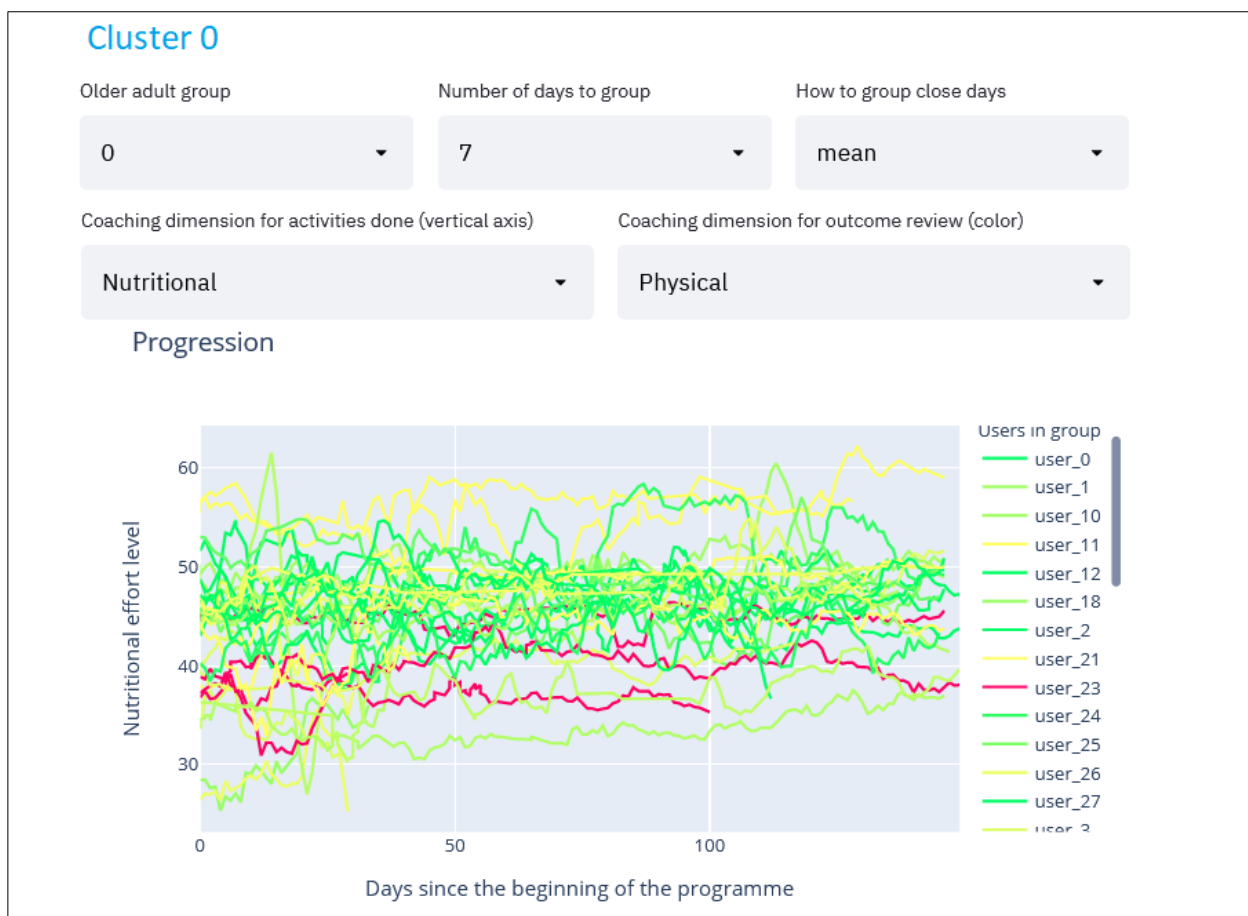 Cluster 0
Older adult group
Number of days to group
How to group close days
0
7
mean
Coaching dimension for activities done (vertical axis)
Coaching dimension for outcome review (color)
Nutritional
Physical
Progression
Users in group
user_0
user_1
user_10
user_11
user_12
user_18
user_2
user_21
user_23
user_24
user_25
user_26
user_27
user_3
Nutritional effort level
60
50
40
30
0
50
100
Days since the beginning of the programme